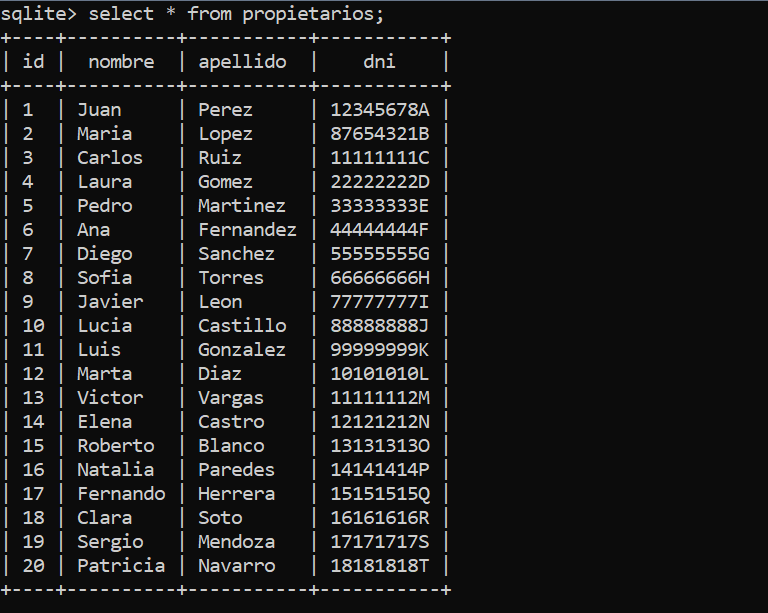 sqlite> select * from propietarios;
+----+----------+-----------+-----------+
| id |  nombre  | apellido  |    dni    |
+----+----------+-----------+-----------+
| 1  | Juan     | Perez     | 12345678A |
| 2  | Maria    | Lopez     | 87654321B |
| 3  | Carlos   | Ruiz      | 11111111C |
| 4  | Laura    | Gomez     | 22222222D |
| 5  | Pedro    | Martinez  | 33333333E |
| 6  | Ana      | Fernandez | 44444444F |
| 7  | Diego    | Sanchez   | 55555555G |
| 8  | Sofia    | Torres    | 66666666H |
| 9  | Javier   | Leon      | 77777777I |
| 10 | Lucia    | Castillo  | 88888888J |
| 11 | Luis     | Gonzalez  | 99999999K |
| 12 | Marta    | Diaz      | 10101010L |
| 13 | Victor   | Vargas    | 11111112M |
| 14 | Elena    | Castro    | 12121212N |
| 15 | Roberto  | Blanco    | 13131313O |
| 16 | Natalia  | Paredes   | 14141414P |
| 17 | Fernando | Herrera   | 15151515Q |
| 18 | Clara    | Soto      | 16161616R |
| 19 | Sergio   | Mendoza   | 17171717S |
| 20 | Patricia | Navarro   | 18181818T |
+----+----------+-----------+-----------+